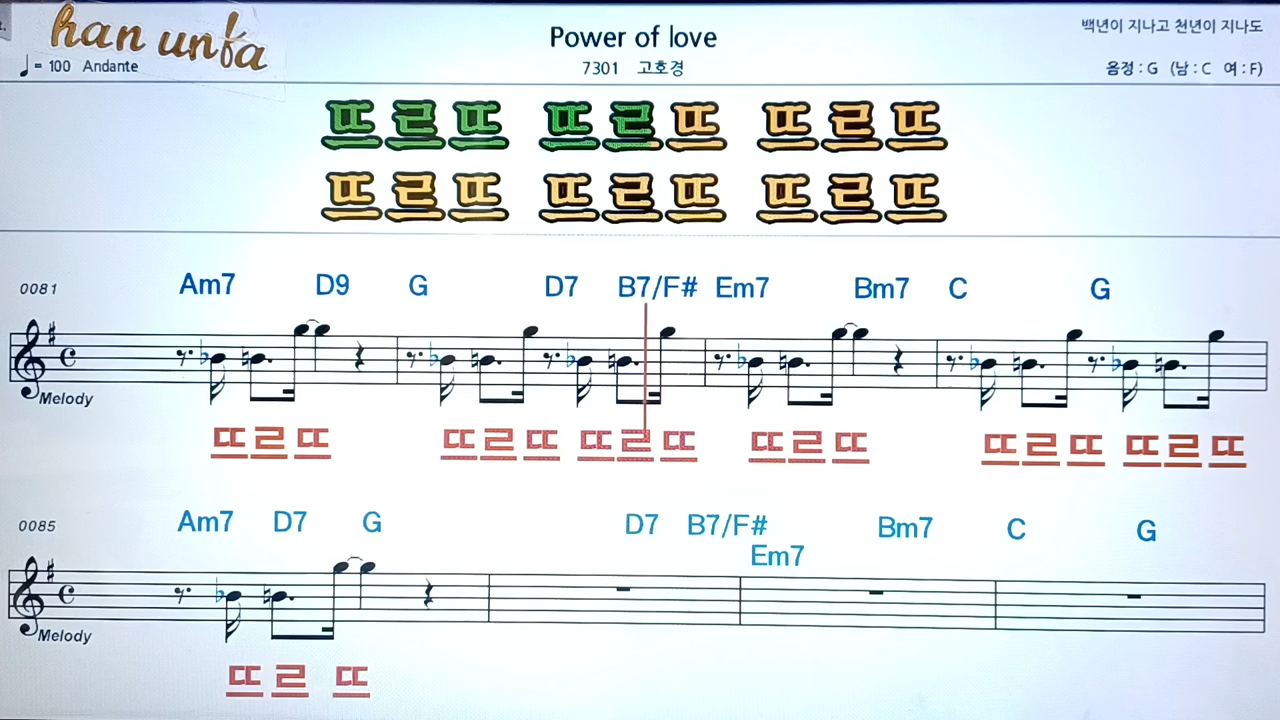 han unfa
Power of love
백년이 지나고 천년이 지나도
= 100 Andante
7301 고호경
음정 : G (남 : C 여 : F)
뜨르뜨 뜨르뜨 뜨르뜨
뜨르뜨 뜨르뜨 뜨르뜨
0081 Am7 D9 G D7 B7/F# Em7 Bm7 C G
Melody
뜨르뜨 뜨르뜨 뜨르뜨 뜨르뜨 뜨르뜨 뜨르뜨
0085 Am7 D7 G D7 B7/F# Em7 Bm7 C G
Melody
뜨르 뜨